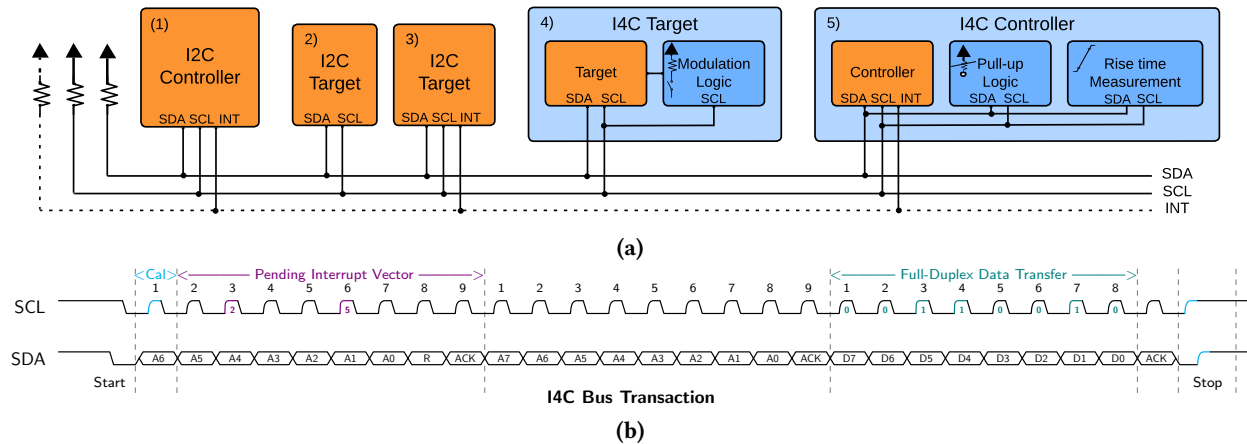 (1)
I2C
Controller
SDA SCL INT
2)
I2C
Target
SDA SCL
3)
I2C
Target
SDA SCL INT
4)
I4C Target
Target
SDA SCL
Modulation
Logic
SCL
5)
I4C Controller
Controller
SDA SCL INT
Pull-up
Logic
SDA SCL
Rise time
Measurement
SDA SCL
SDA
SCL
INT
(a)
Cal
Pending Interrupt Vector
Full-Duplex Data Transfer
1 2 3 4 5 6 7 8 9 1 2 3 4 5 6 7 8 9 1 2 3 4 5 6 7 8
SCL
2 5 0 0 1 1 0 0 1 0
SDA
A6 A5 A4 A3 A2 A1 A0 R ACK A7 A6 A5 A4 A3 A2 A1 A0 ACK D7 D6 D5 D4 D3 D2 D1 D0 ACK
Start
Stop
I4C Bus Transaction
(b)